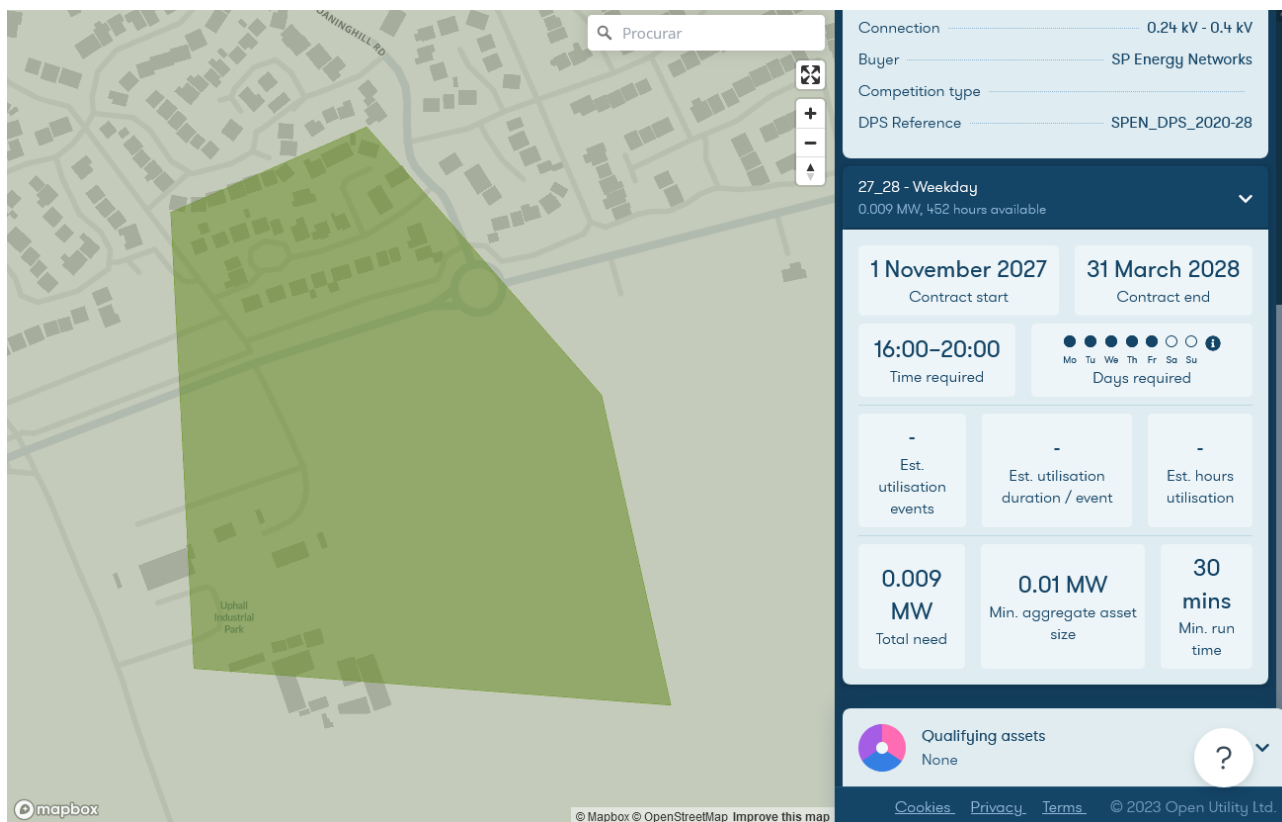 OANINGHILL RD
Procurar
Uphall
Industrial
Park
mapbox
© Mapbox © OpenStreetMap Improve this map
Connection 0.24 kV - 0.4 kV
Buyer SP Energy Networks
Competition type
DPS Reference SPEN_DPS_2020-28
27_28 - Weekday
0.009 MW, 452 hours available
1 November 2027
Contract start
31 March 2028
Contract end
16:00–20:00
Time required
Mo Tu We Th Fr Sa Su
Days required
-
Est.
utilisation
events
-
Est. utilisation
duration / event
-
Est. hours
utilisation
0.009
MW
Total need
0.01 MW
Min. aggregate asset
size
30
mins
Min. run
time
Qualifying assets
None
?
Cookies Privacy Terms © 2023 Open Utility Ltd.